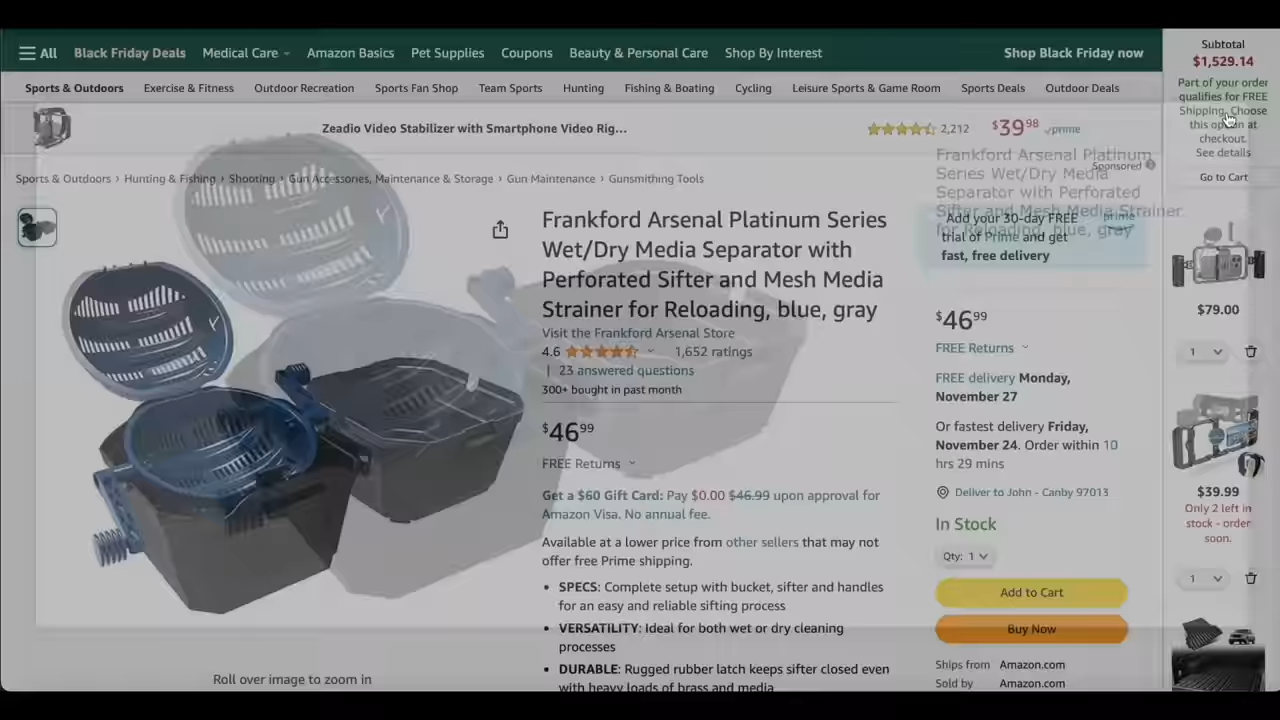 All Black Friday Deals Medical Care Amazon Basics Pet Supplies Coupons Beauty & Personal Care Shop By Interest Shop Black Friday now
Sports & Outdoors Exercise & Fitness Outdoor Recreation Sports Fan Shop Team Sports Hunting Fishing & Boating Cycling Leisure Sports & Game Room Sports Deals Outdoor Deals
Zeadio Video Stabilizer with Smartphone Video Rig... 2,212 $39.98 prime
Sponsored
Sports & Outdoors › Hunting & Fishing › Shooting › Gun Accessories, Maintenance & Storage › Gun Maintenance › Gunsmithing Tools
Frankford Arsenal Platinum Series
Wet/Dry Media Separator with
Perforated Sifter and Mesh Media
Strainer for Reloading, blue, gray
Visit the Frankford Arsenal Store
4.6 1,652 ratings
| 23 answered questions
300+ bought in past month
$46.99
FREE Returns
Get a $60 Gift Card: Pay $0.00 $46.99 upon approval for
Amazon Visa. No annual fee.
Available at a lower price from other sellers that may not
offer free Prime shipping.
• SPECS: Complete setup with bucket, sifter and handles
for an easy and reliable sifting process
• VERSATILITY: Ideal for both wet or dry cleaning
processes
• DURABLE: Rugged rubber latch keeps sifter closed even
with heavy loads of brass and media
Roll over image to zoom in
Frankford Arsenal Platinum
Series Wet/Dry Media
Separator with Perforated
Sifter and Mesh Media Strainer
for Reloading, blue, gray
Add your 30-day FREE
trial of Prime and get
fast, free delivery
prime
$46.99
FREE Returns
FREE delivery Monday,
November 27
Or fastest delivery Friday,
November 24. Order within 10
hrs 29 mins
Deliver to John - Canby 97013
In Stock
Qty: 1
Add to Cart
Buy Now
Ships from Amazon.com
Sold by Amazon.com
Subtotal
$1,529.14
Part of your order
qualifies for FREE
Shipping. Choose
this option at
checkout.
See details
Go to Cart
$79.00
1
$39.99
Only 2 left in
stock - order
soon.
1